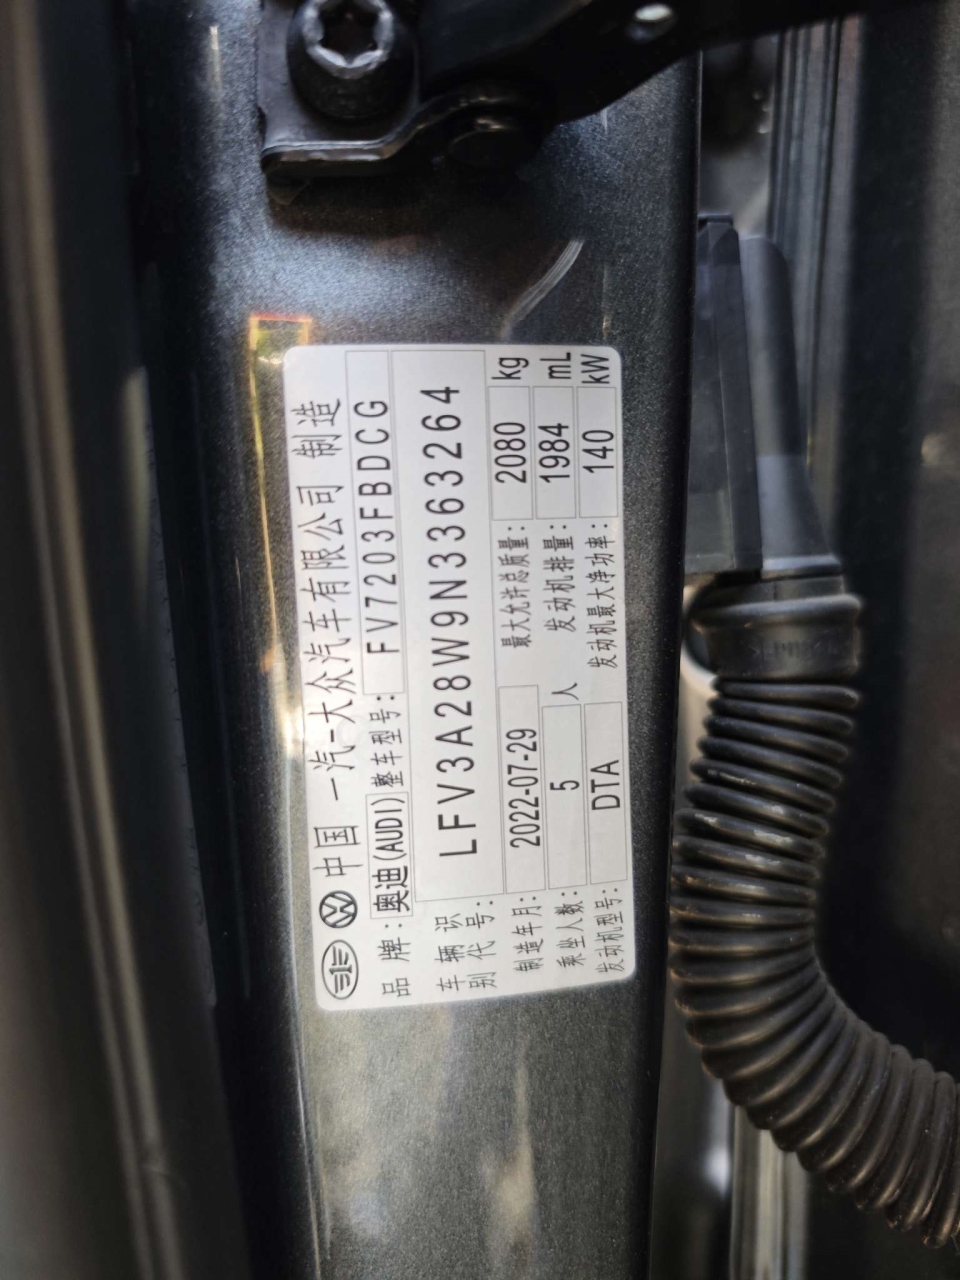 中国 一汽-大众汽车有限公司 制造
品牌: 奥迪(AUDI) 整车型号: FV7203FBDCG
车辆识别代号: LFV3A28W9N3363264
制造年月: 2022-07-29 最大允许总质量: 2080 kg
乘坐人数: 5 人 发动机排量: 1984 mL
发动机型号: DTA 发动机最大净功率: 140 kW